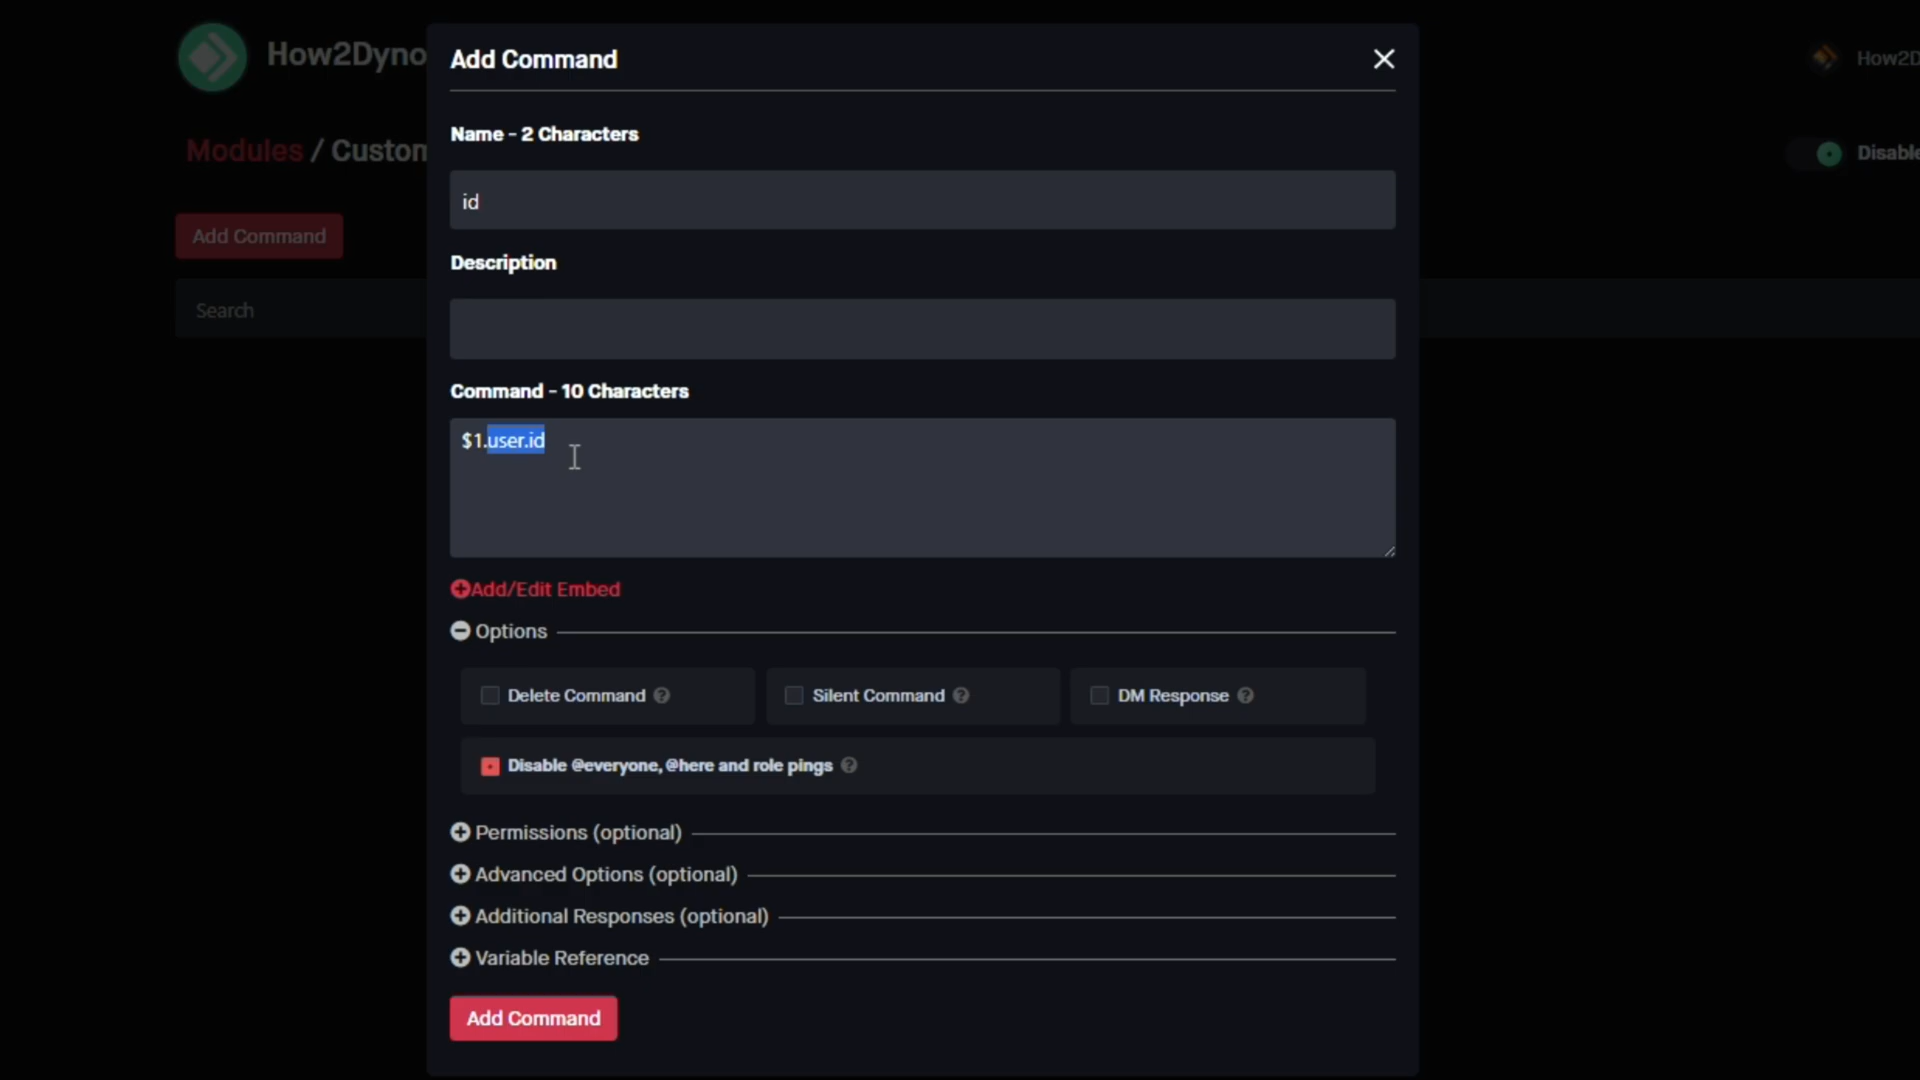 How2Dyno
Add Command
How2D
Modules / Custom
Disable
Name - 2 Characters
id
Add Command
Description
Search
Command - 10 Characters
$1.user.id
Add/Edit Embed
Options
Delete Command ?
Silent Command ?
DM Response ?
Disable @everyone, @here and role pings ?
Permissions (optional)
Advanced Options (optional)
Additional Responses (optional)
Variable Reference
Add Command